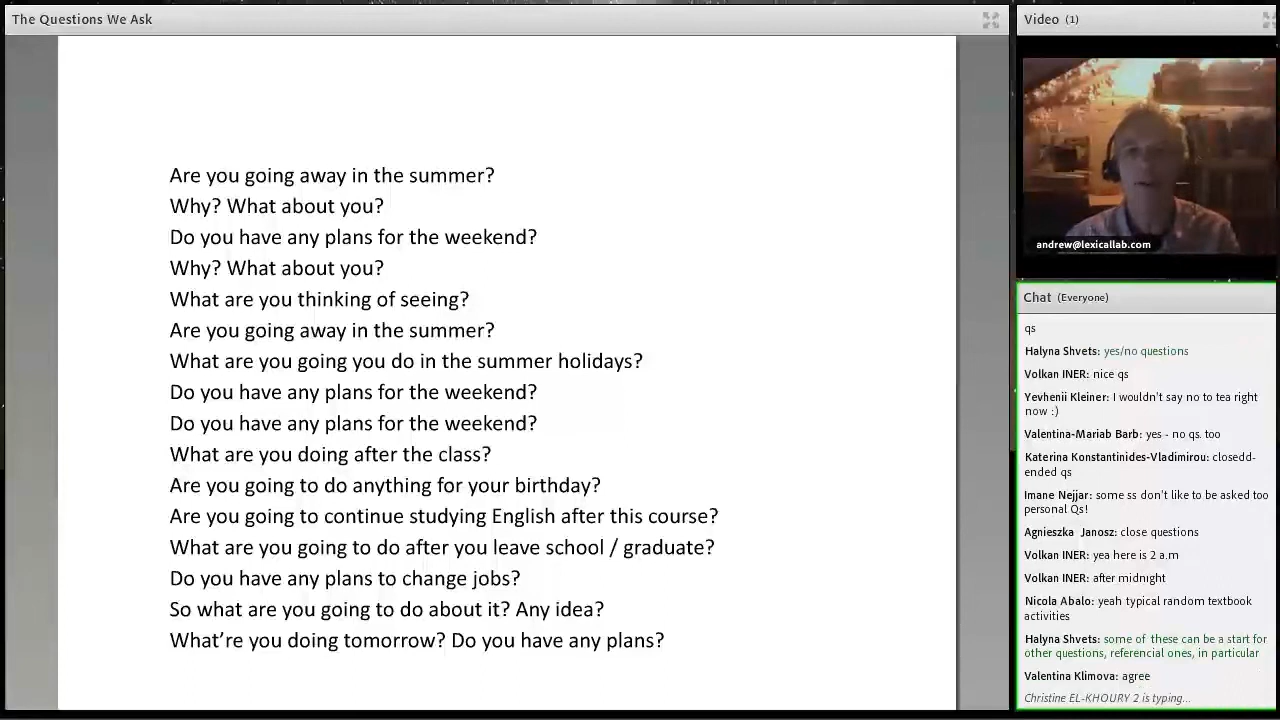 The Questions We Ask
Are you going away in the summer?
Why? What about you?
Do you have any plans for the weekend?
Why? What about you?
What are you thinking of seeing?
Are you going away in the summer?
What are you going you do in the summer holidays?
Do you have any plans for the weekend?
Do you have any plans for the weekend?
What are you doing after the class?
Are you going to do anything for your birthday?
Are you going to continue studying English after this course?
What are you going to do after you leave school / graduate?
Do you have any plans to change jobs?
So what are you going to do about it? Any idea?
What’re you doing tomorrow? Do you have any plans?
Video (1)
andrew@lexicallab.com
Chat (Everyone)
qs
Halyna Shvets: yes/no questions
Volkan INER: nice qs
Yevhenii Kleiner: I wouldn't say no to tea right
now :)
Valentina-Mariab Barb: yes - no qs. too
Katerina Konstantinides-Vladimirou: closedd-
ended qs
Imane Nejjar: some ss don't like to be asked too
personal Qs!
Agnieszka Janosz: close questions
Volkan INER: yea here is 2 a.m
Volkan INER: after midnight
Nicola Abalo: yeah typical random textbook
activities
Halyna Shvets: some of these can be a start for
other questions, referencial ones, in particular
Valentina Klimova: agree
Christine EL-KHOURY 2 is typing...